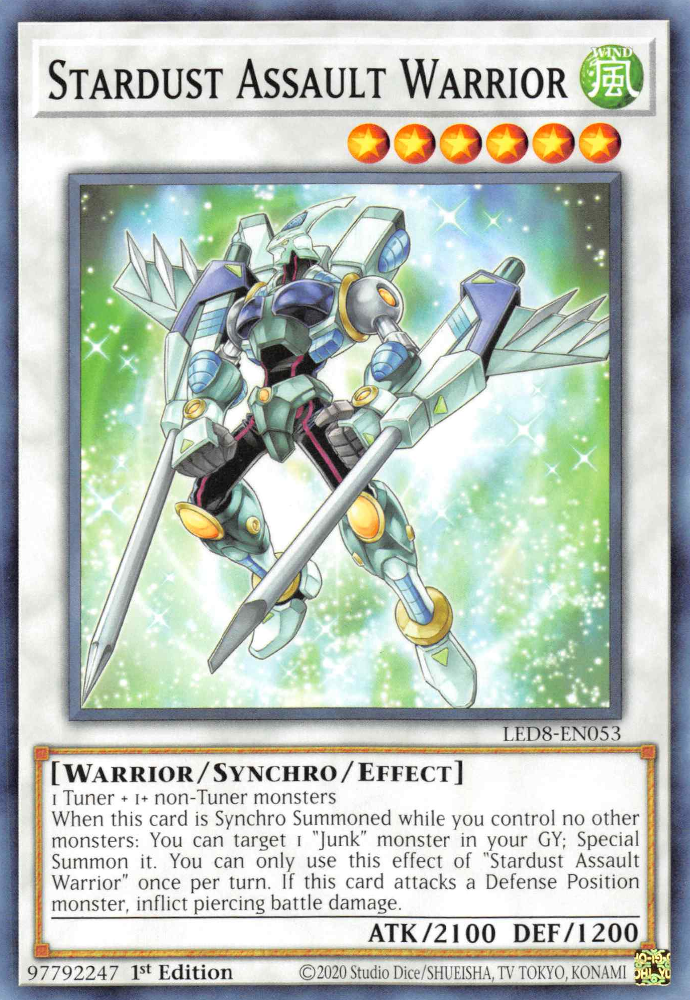 STARDUST ASSAULT WARRIOR
WIND
風
LED8-EN053
[WARRIOR/SYNCHRO/EFFECT]
1 Tuner + 1+ non-Tuner monsters
When this card is Synchro Summoned while you control no other
monsters: You can target 1 "Junk" monster in your GY; Special
Summon it. You can only use this effect of "Stardust Assault
Warrior" once per turn. If this card attacks a Defense Position
monster, inflict piercing battle damage.
ATK/2100 DEF/1200
97792247 1st Edition ©2020 Studio Dice/SHUEISHA, TV TOKYO, KONAMI